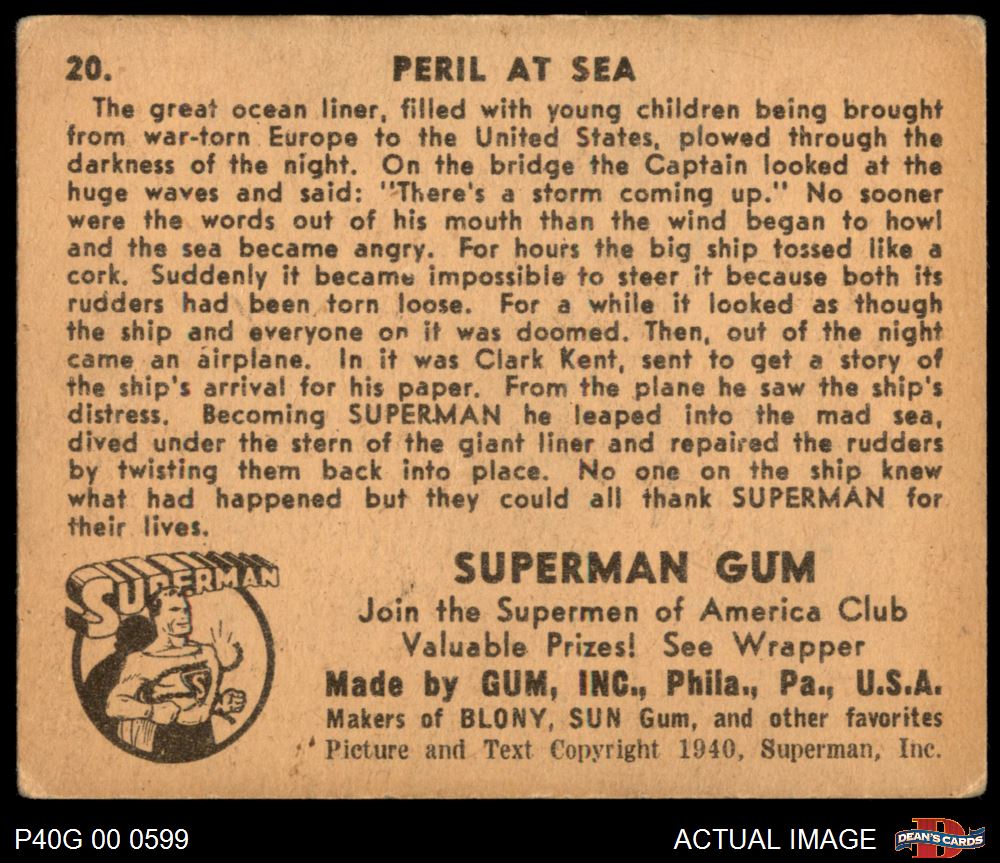 20. PERIL AT SEA
The great ocean liner, filled with young children being brought
from war-torn Europe to the United States, plowed through the
darkness of the night. On the bridge the Captain looked at the
huge waves and said: "There's a storm coming up." No sooner
were the words out of his mouth than the wind began to howl
and the sea became angry. For hours the big ship tossed like a
cork. Suddenly it became impossible to steer it because both its
rudders had been torn loose. For a while it looked as though
the ship and everyone on it was doomed. Then, out of the night
came an airplane. In it was Clark Kent, sent to get a story of
the ship's arrival for his paper. From the plane he saw the ship's
distress. Becoming SUPERMAN he leaped into the mad sea,
dived under the stern of the giant liner and repaired the rudders
by twisting them back into place. No one on the ship knew
what had happened but they could all thank SUPERMAN for
their lives.
SUPERMAN
S
SUPERMAN GUM
Join the Supermen of America Club
Valuable Prizes! See Wrapper
Made by GUM, INC., Phila., Pa., U.S.A.
Makers of BLONY, SUN Gum, and other favorites
Picture and Text Copyright 1940, Superman, Inc.
P40G 00 0599
ACTUAL IMAGE
D
DEAN'S CARDS